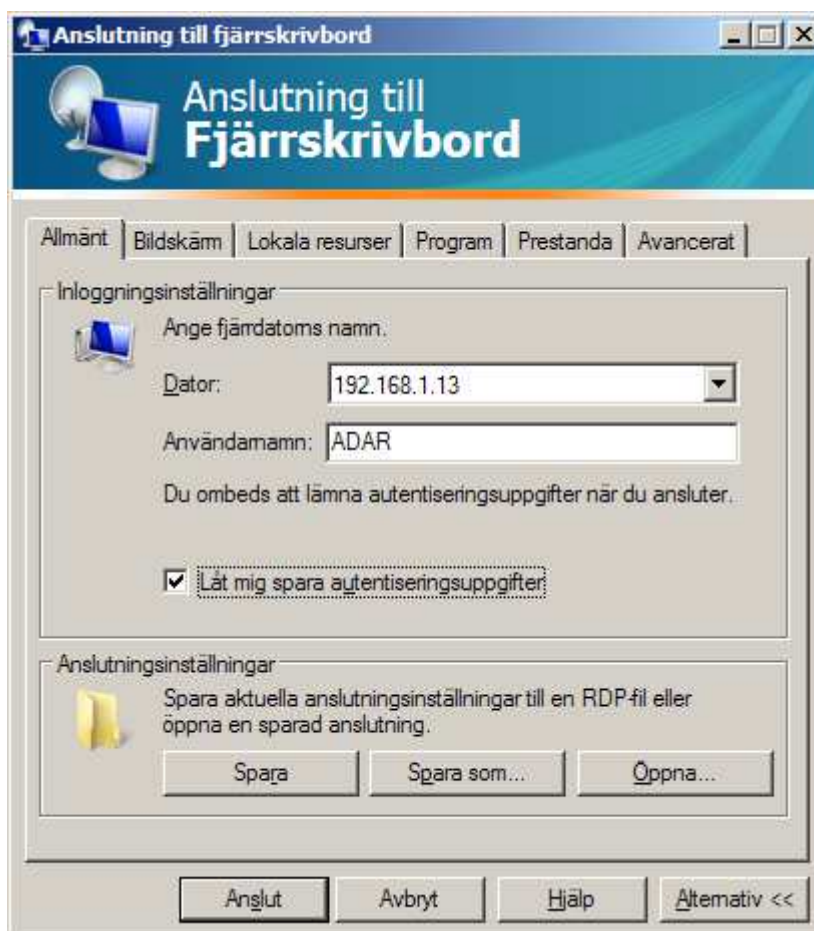 Anslutning till fjärrskrivbord
Anslutning till
Fjärrskrivbord
Allmänt Bildskärm Lokala resurser Program Prestanda Avancerat
Inloggningsinställningar
Ange fjärrdatorns namn.
Dator: 192.168.1.13
Användarnamn: ADAR
Du ombeds att lämna autentiseringsuppgifter när du ansluter.
Låt mig spara autentiseringsuppgifter
Anslutningsinställningar
Spara aktuella anslutningsinställningar till en RDP-fil eller
öppna en sparad anslutning.
Spara Spara som... Öppna...
Anslut Avbryt Hjälp Alternativ <<